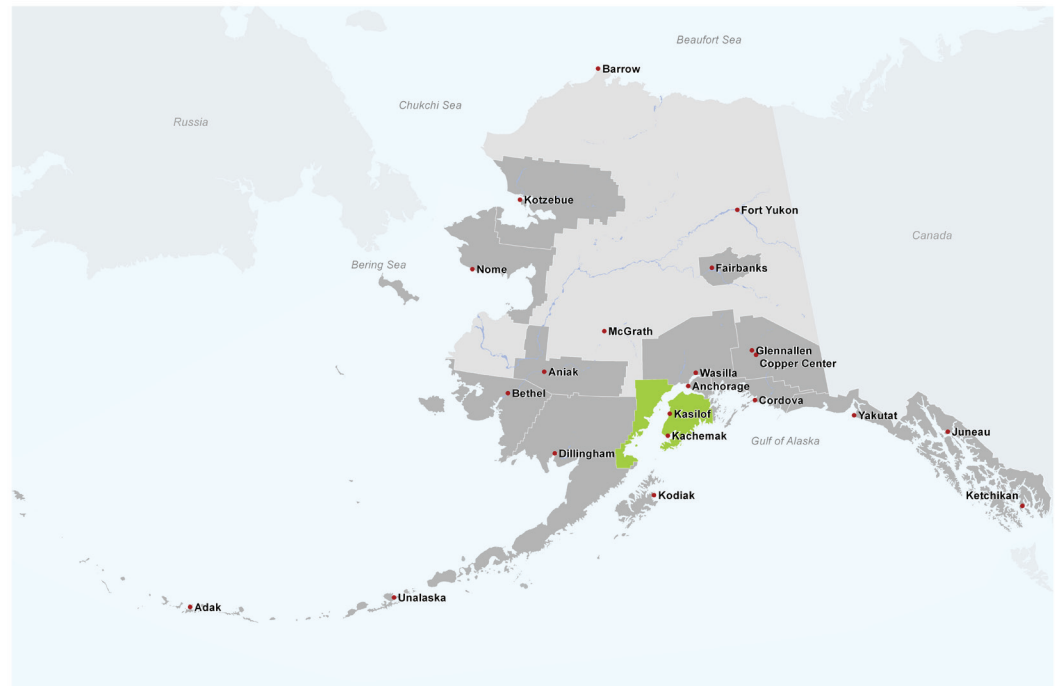 Beaufort Sea
Barrow
Chukchi Sea
Russia
Kotzebue
Fort Yukon
Canada
Bering Sea
Nome
Fairbanks
McGrath
Glennallen
Copper Center
Aniak
Wasilla
Anchorage
Bethel
Cordova
Kasilof
Yakutat
Kachemak
Gulf of Alaska
Juneau
Dillingham
Kodiak
Ketchikan
Unalaska
Adak